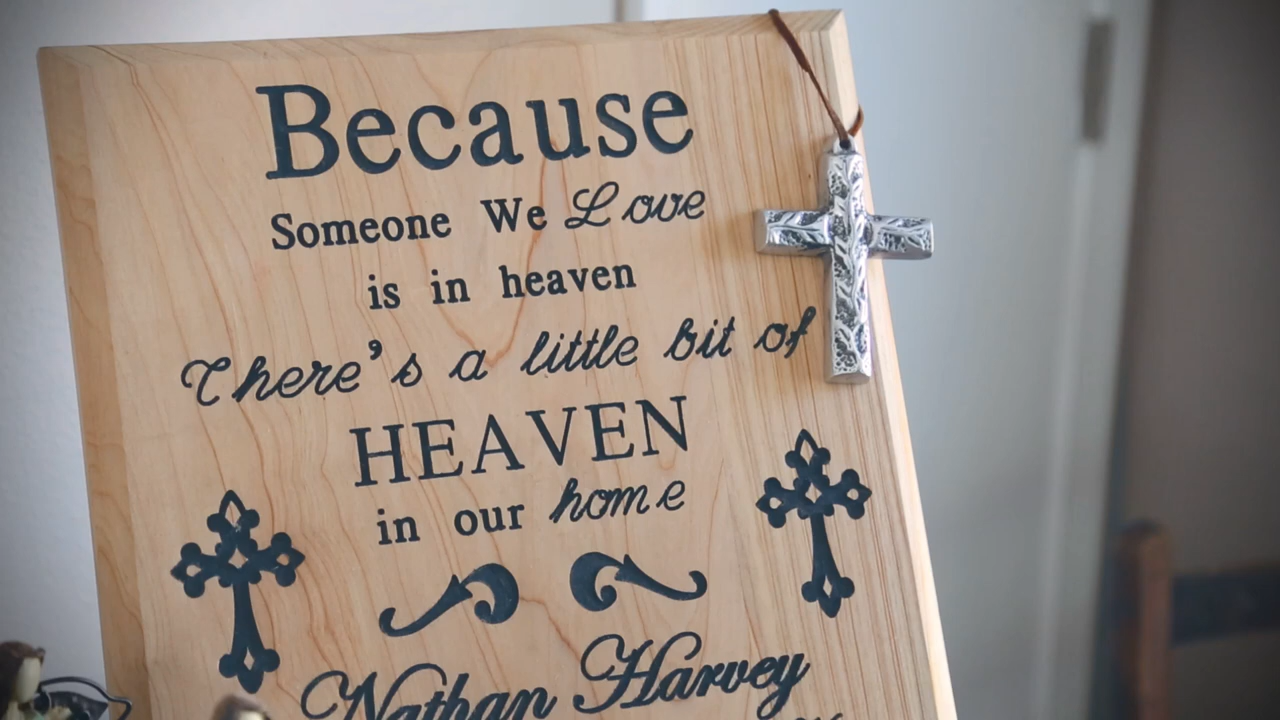 Because
Someone We Love
is in heaven
There's a little bit of
HEAVEN
in our home
Nathan Harvey